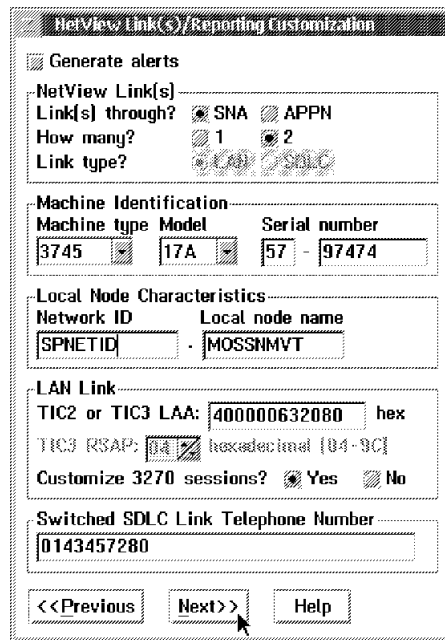 NetView Link(s)/Reporting Customization
Generate alerts
NetView Link(s)
Link(s) through? SNA APPN
How many? 1 2
Link type? LAN SDLC
Machine Identification
Machine type Model Serial number
3745 17A 57 - 97474
Local Node Characteristics
Network ID Local node name
SPNETID . MOSSNMVT
LAN Link
TIC2 or TIC3 LAA: 400000632080 hex
TIC3 RSAP: 04 hexadecimal [04-9C]
Customize 3270 sessions? Yes No
Switched SDLC Link Telephone Number
0143457280
<<Previous Next>> Help